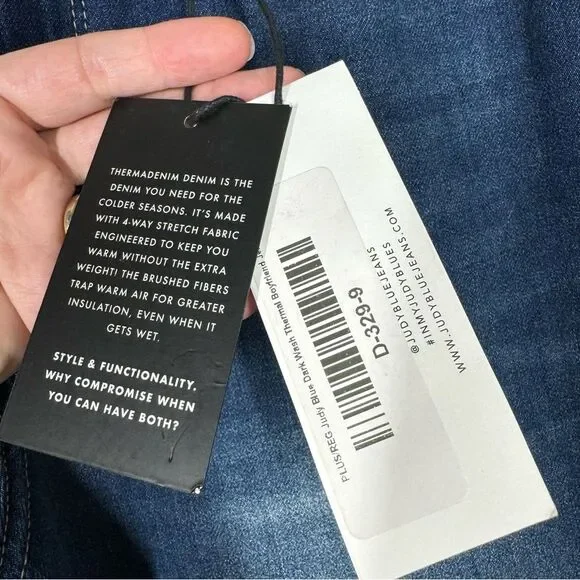 THERMADENIM DENIM IS THE
DENIM YOU NEED FOR THE
COLDER SEASONS. IT'S MADE
WITH 4-WAY STRETCH FABRIC
ENGINEERED TO KEEP YOU
WARM WITHOUT THE EXTRA
WEIGHT! THE BRUSHED FIBERS
TRAP WARM AIR FOR GREATER
INSULATION, EVEN WHEN IT
GETS WET.
STYLE & FUNCTIONALITY,
WHY COMPROMISE WHEN
YOU CAN HAVE BOTH?
PLUS/REG Judy Blue Dark Wash Thermal Boyfriend
D-329-9
@JUDYBLUEJEANS
#INMYJUDYBLUES
WWW.JUDYBLUEJEANS.COM